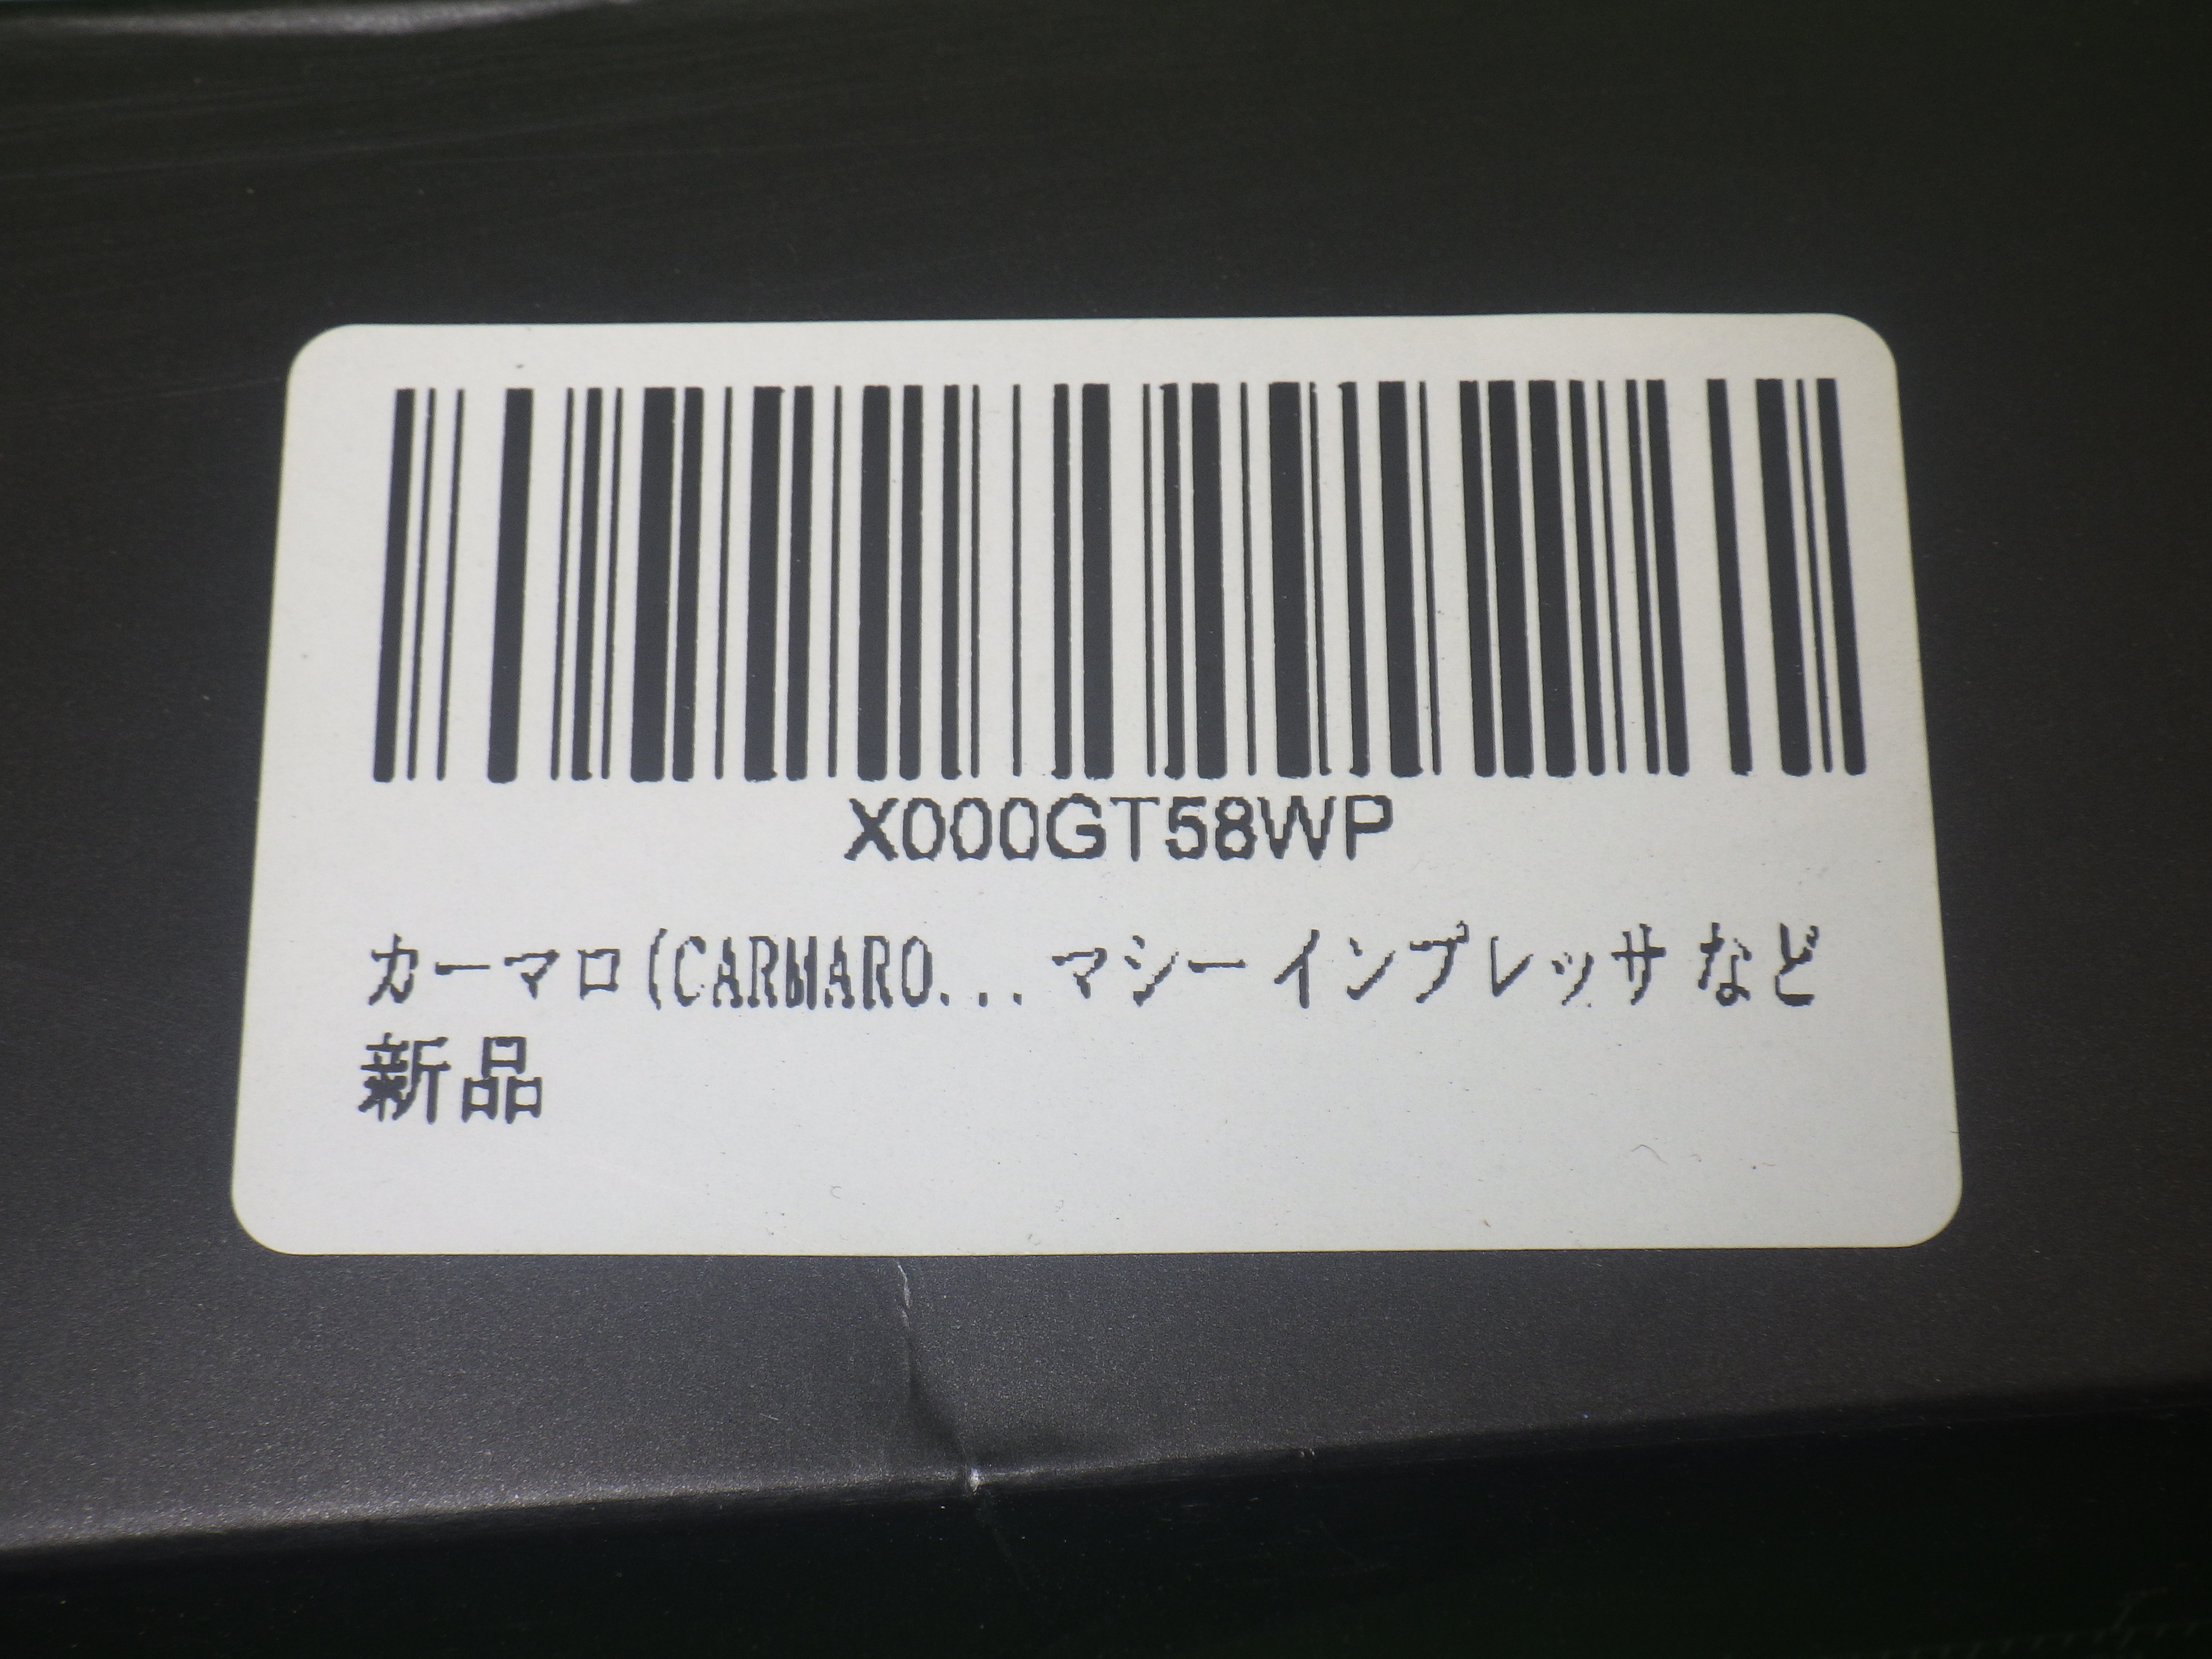 X000GT58WP
カーマロ(CARMARO... マシー インプレッサ など
新品